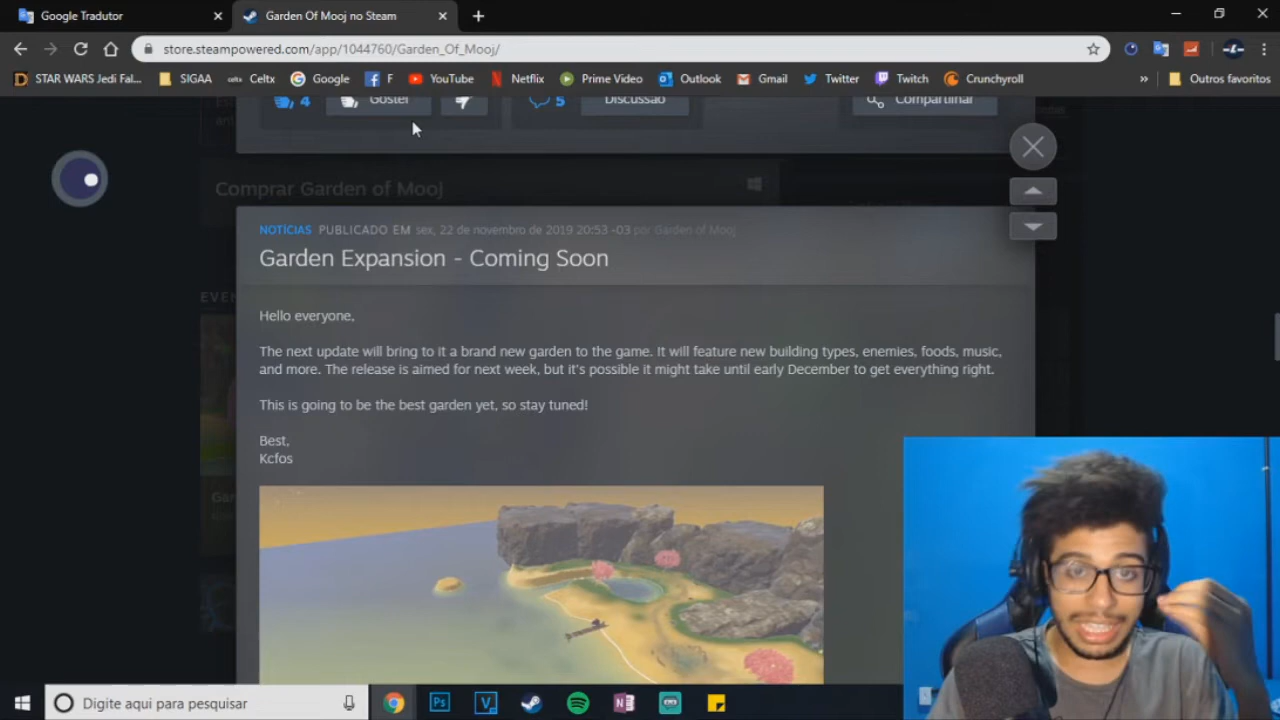 Google Tradutor
Garden Of Mooj no Steam
store.steampowered.com/app/1044760/Garden_Of_Mooj/
STAR WARS Jedi Fal... SIGAA Celtx Google F YouTube Netflix Prime Video Outlook Gmail Twitter Twitch Crunchyroll » Outros favoritos
4 Gostei 5 Discussão Compartilhar
Comprar Garden of Mooj
NOTÍCIAS PUBLICADO EM sex, 22 de novembro de 2019 20:53 -03 por Garden of Mooj
Garden Expansion - Coming Soon
EVEN
Hello everyone,
The next update will bring to it a brand new garden to the game. It will feature new building types, enemies, foods, music,
and more. The release is aimed for next week, but it's possible it might take until early December to get everything right.
This is going to be the best garden yet, so stay tuned!
Best,
Kcfos
Digite aqui para pesquisar